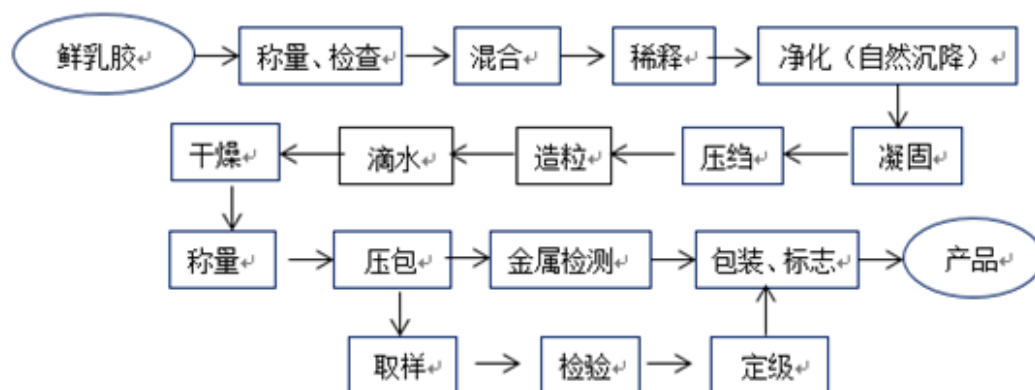 鲜乳胶
称量、检查
混合
稀释
净化（自然沉降）
凝固
压绉
造粒
滴水
干燥
称量
压包
金属检测
包装、标志
产品
取样
检验
定级